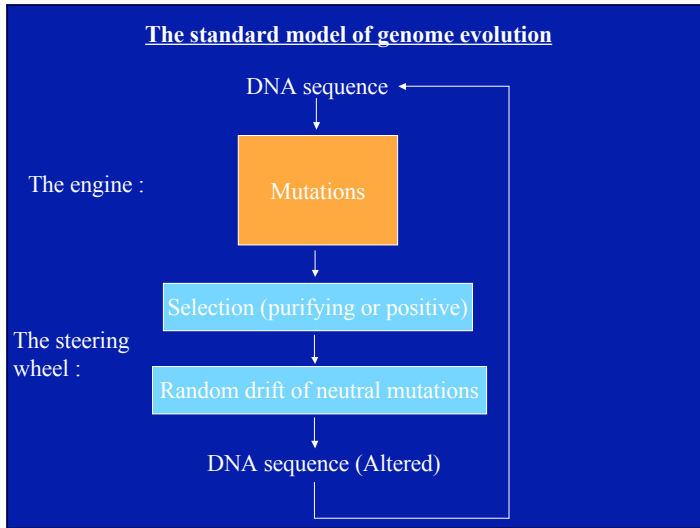 The standard model of genome evolution
DNA sequence
The engine :
Mutations
Selection (purifying or positive)
The steering
wheel :
Random drift of neutral mutations
DNA sequence (Altered)